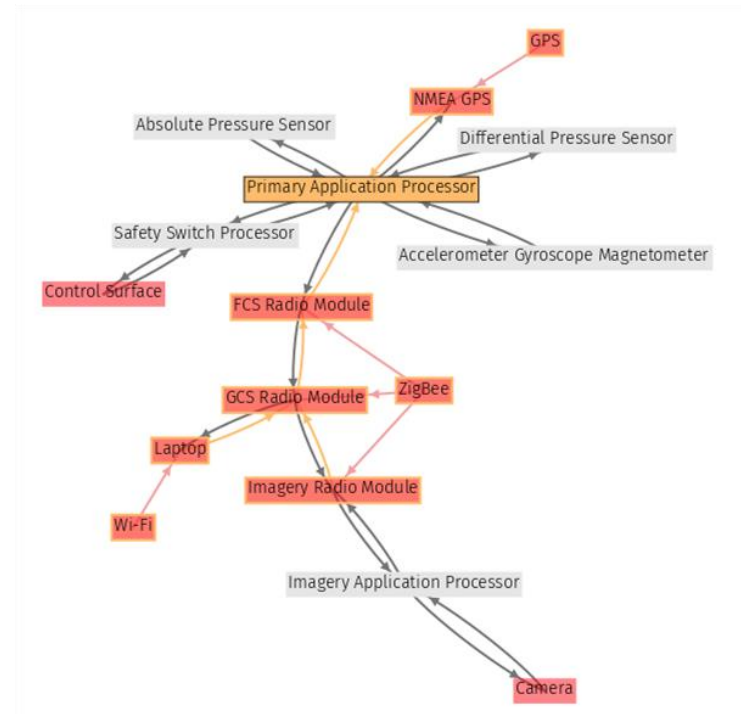 GPS
NMEA GPS
Absolute Pressure Sensor
Differential Pressure Sensor
Primary Application Processor
Safety Switch Processor
Accelerometer Gyroscope Magnetometer
Control Surface
FCS Radio Module
ZigBee
GCS Radio Module
Laptop
Imagery Radio Module
Wi-Fi
Imagery Application Processor
Camera